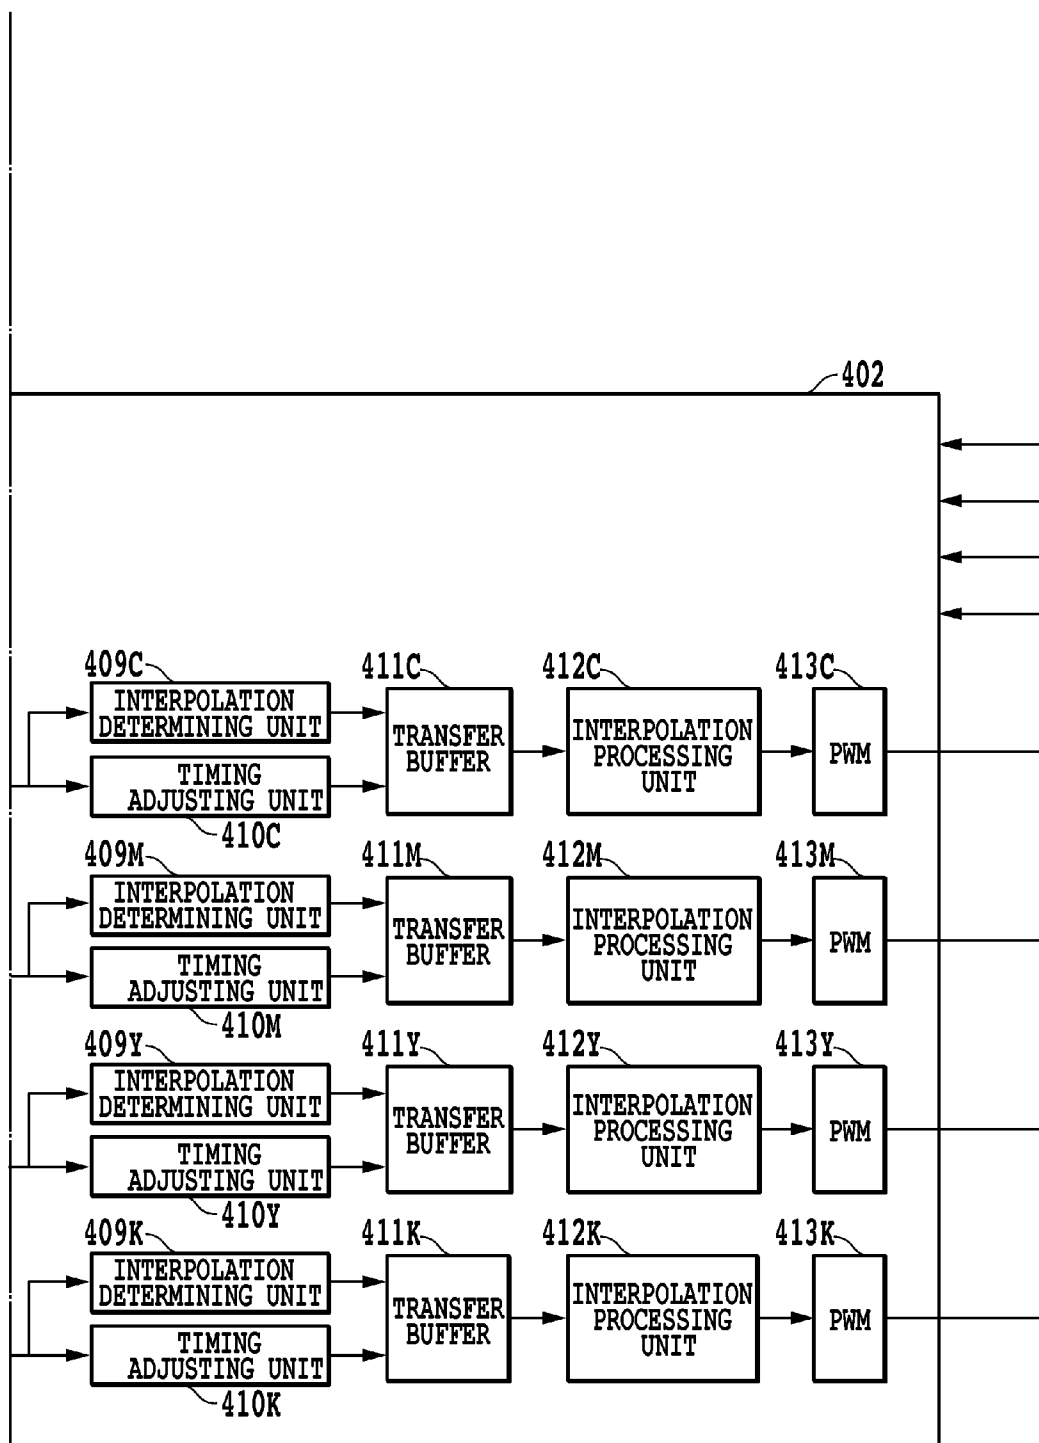 402
409C
411C
412C
413C
INTERPOLATION
DETERMINING UNIT
TIMING
ADJUSTING UNIT
410C
TRANSFER
BUFFER
INTERPOLATION
PROCESSING
UNIT
PWM
409M
411M
412M
413M
INTERPOLATION
DETERMINING UNIT
TIMING
ADJUSTING UNIT
410M
TRANSFER
BUFFER
INTERPOLATION
PROCESSING
UNIT
PWM
409Y
411Y
412Y
413Y
INTERPOLATION
DETERMINING UNIT
TIMING
ADJUSTING UNIT
410Y
TRANSFER
BUFFER
INTERPOLATION
PROCESSING
UNIT
PWM
409K
411K
412K
413K
INTERPOLATION
DETERMINING UNIT
TIMING
ADJUSTING UNIT
410K
TRANSFER
BUFFER
INTERPOLATION
PROCESSING
UNIT
PWM